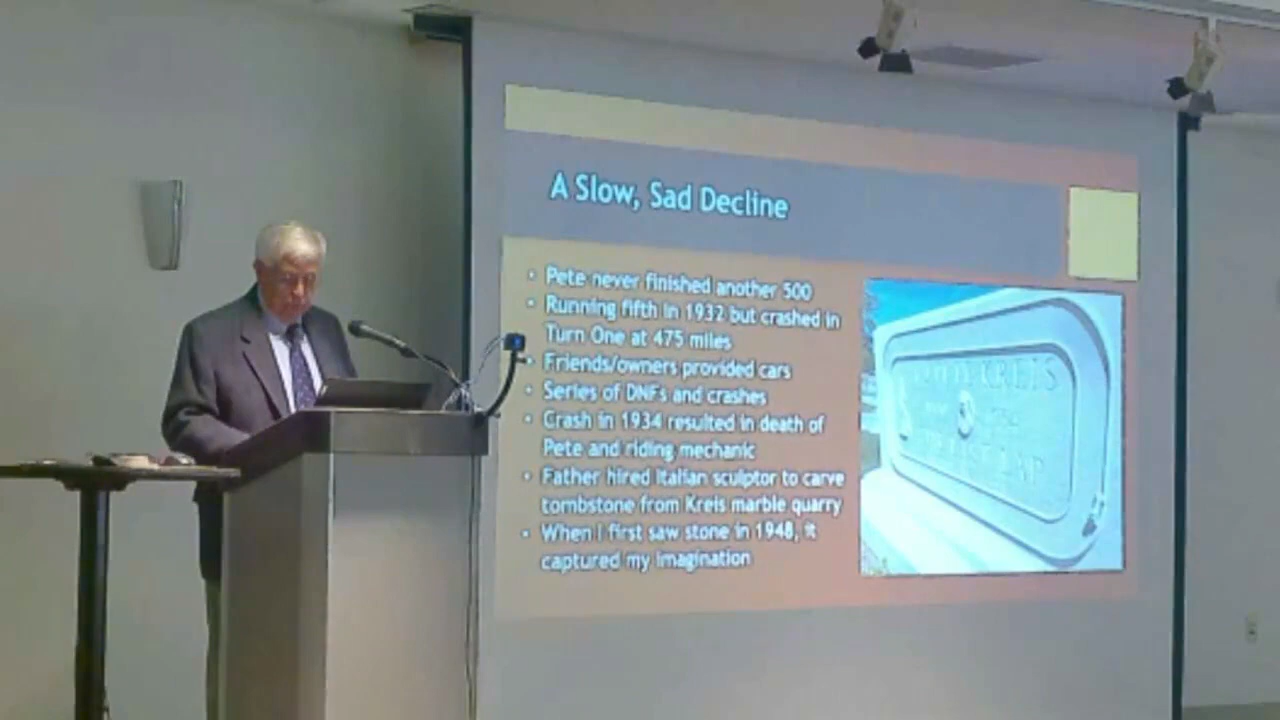 A Slow, Sad Decline
• Pete never finished another 500
• Running fifth in 1932 but crashed in
Turn One at 475 miles
• Friends/owners provided cars
• Series of DNFs and crashes
• Crash in 1934 resulted in death of
Pete and riding mechanic
• Father hired Italian sculptor to carve
tombstone from Kreis marble quarry
• When I first saw stone in 1948, it
captured my imagination
KREIS
LAP